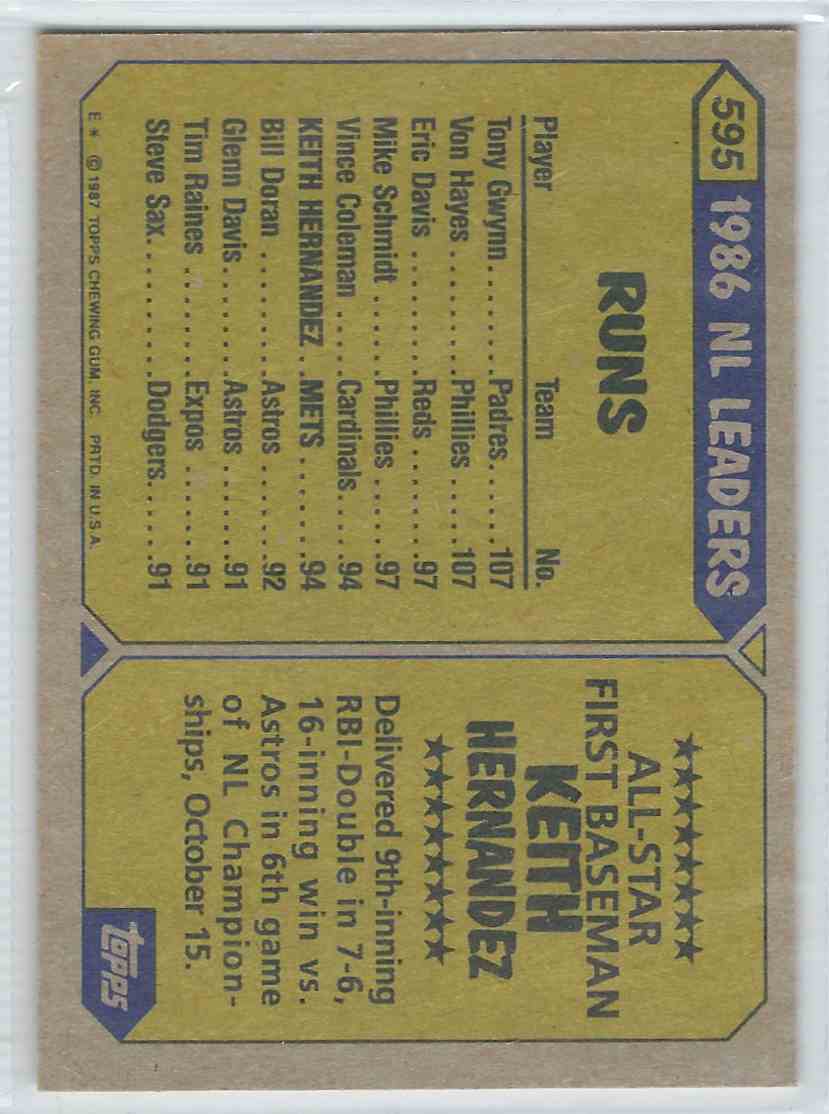 595 1986 NL LEADERS
RUNS
Player Team No.
Tony Gwynn........Padres......107
Von Hayes .........Phillies.....107
Eric Davis .........Reds........97
Mike Schmidt ......Phillies......97
Vince Coleman .....Cardinals....94
KEITH HERNANDEZ ..METS.......94
Bill Doran .........Astros.......92
Glenn Davis........Astros.......91
Tim Raines ........Expos .......91
Steve Sax..........Dodgers.....91
E * © 1987 TOPPS CHEWING GUM, INC. PRTD. IN U.S.A.
★★★★★★★★
ALL-STAR
FIRST BASEMAN
KEITH
HERNANDEZ
★★★★★★★★
Delivered 9th-inning
RBI-Double in 7-6,
16-inning win vs.
Astros in 6th game
of NL Champion-
ships, October 15.
topps